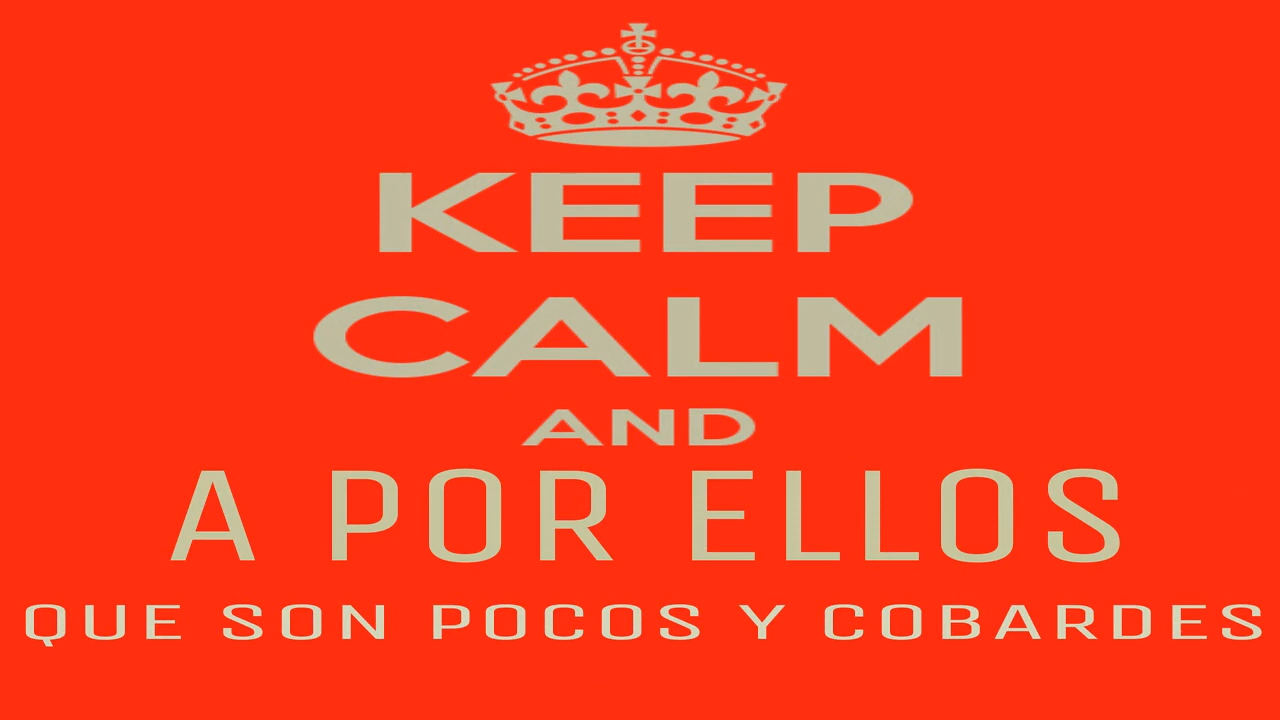 KEEP
CALM
AND
A POR ELLOS
QUE SON POCOS Y COBARDES